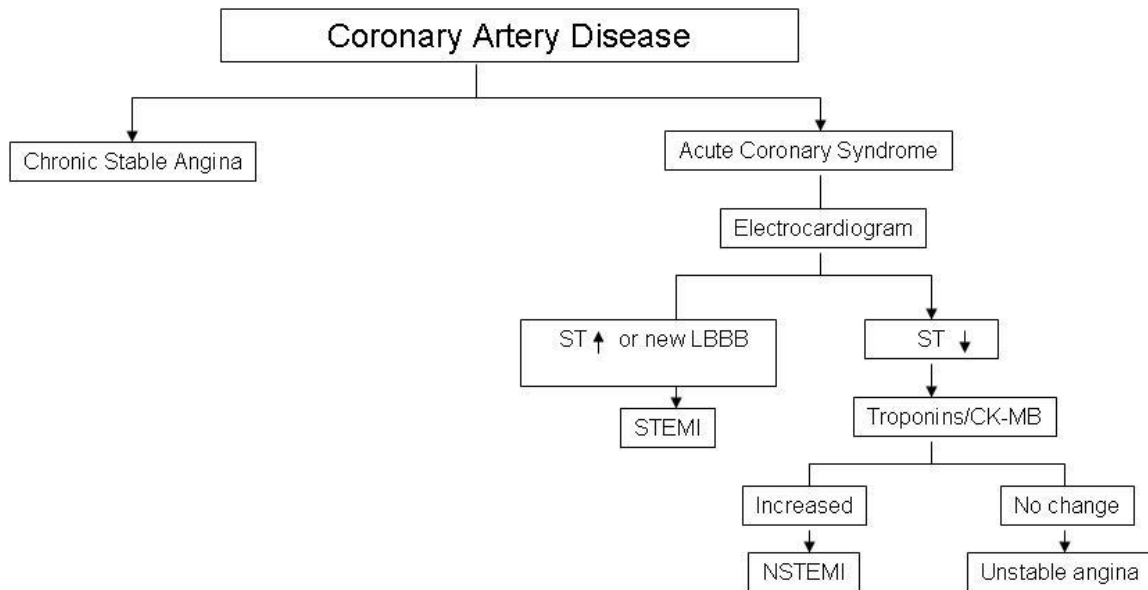 Coronary Artery Disease
Chronic Stable Angina
Acute Coronary Syndrome
Electrocardiogram
ST ↑ or new LBBB
ST ↓
STEMI
Troponins/CK-MB
Increased
No change
NSTEMI
Unstable angina